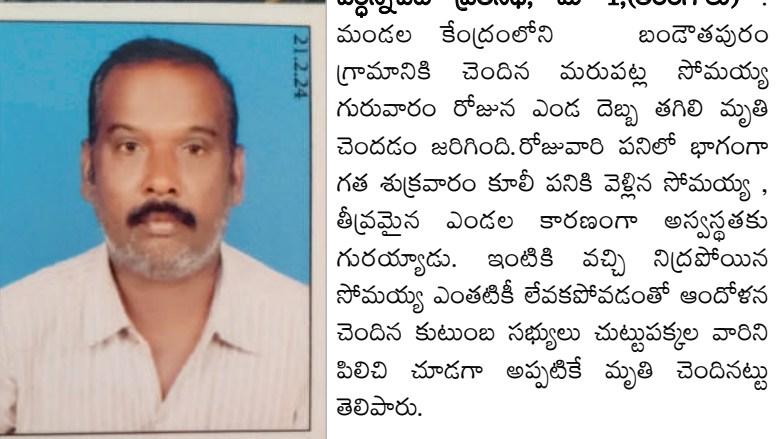 21.2.24
మే 1,
మండల కేంద్రంలోని బండౌతపురం
గ్రామానికి చెందిన మరుపట్ల సోమయ్య
గురువారం రోజున ఎండ దెబ్బ తగిలి మృతి
చెందడం జరిగింది.రోజువారి పనిలో భాగంగా
గత శుక్రవారం కూలీ పనికి వెళ్లిన సోమయ్య ,
తీవ్రమైన ఎండల కారణంగా అస్వస్థతకు
గురయ్యాడు. ఇంటికి వచ్చి నిద్రపోయిన
సోమయ్య ఎంతటికీ లేవకపోవడంతో ఆందోళన
చెందిన కుటుంబ సభ్యులు చుట్టుపక్కల వారిని
పిలిచి చూడగా అప్పటికే మృతి చెందినట్టు
తెలిపారు.